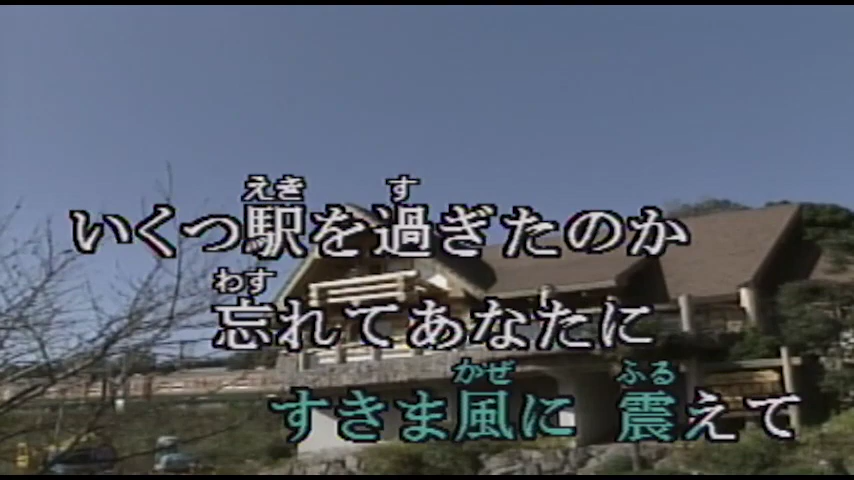 えき す
いくつ駅を過ぎたのか
わす
忘れてあなたに
かぜ ふる
すきま風に 震えて